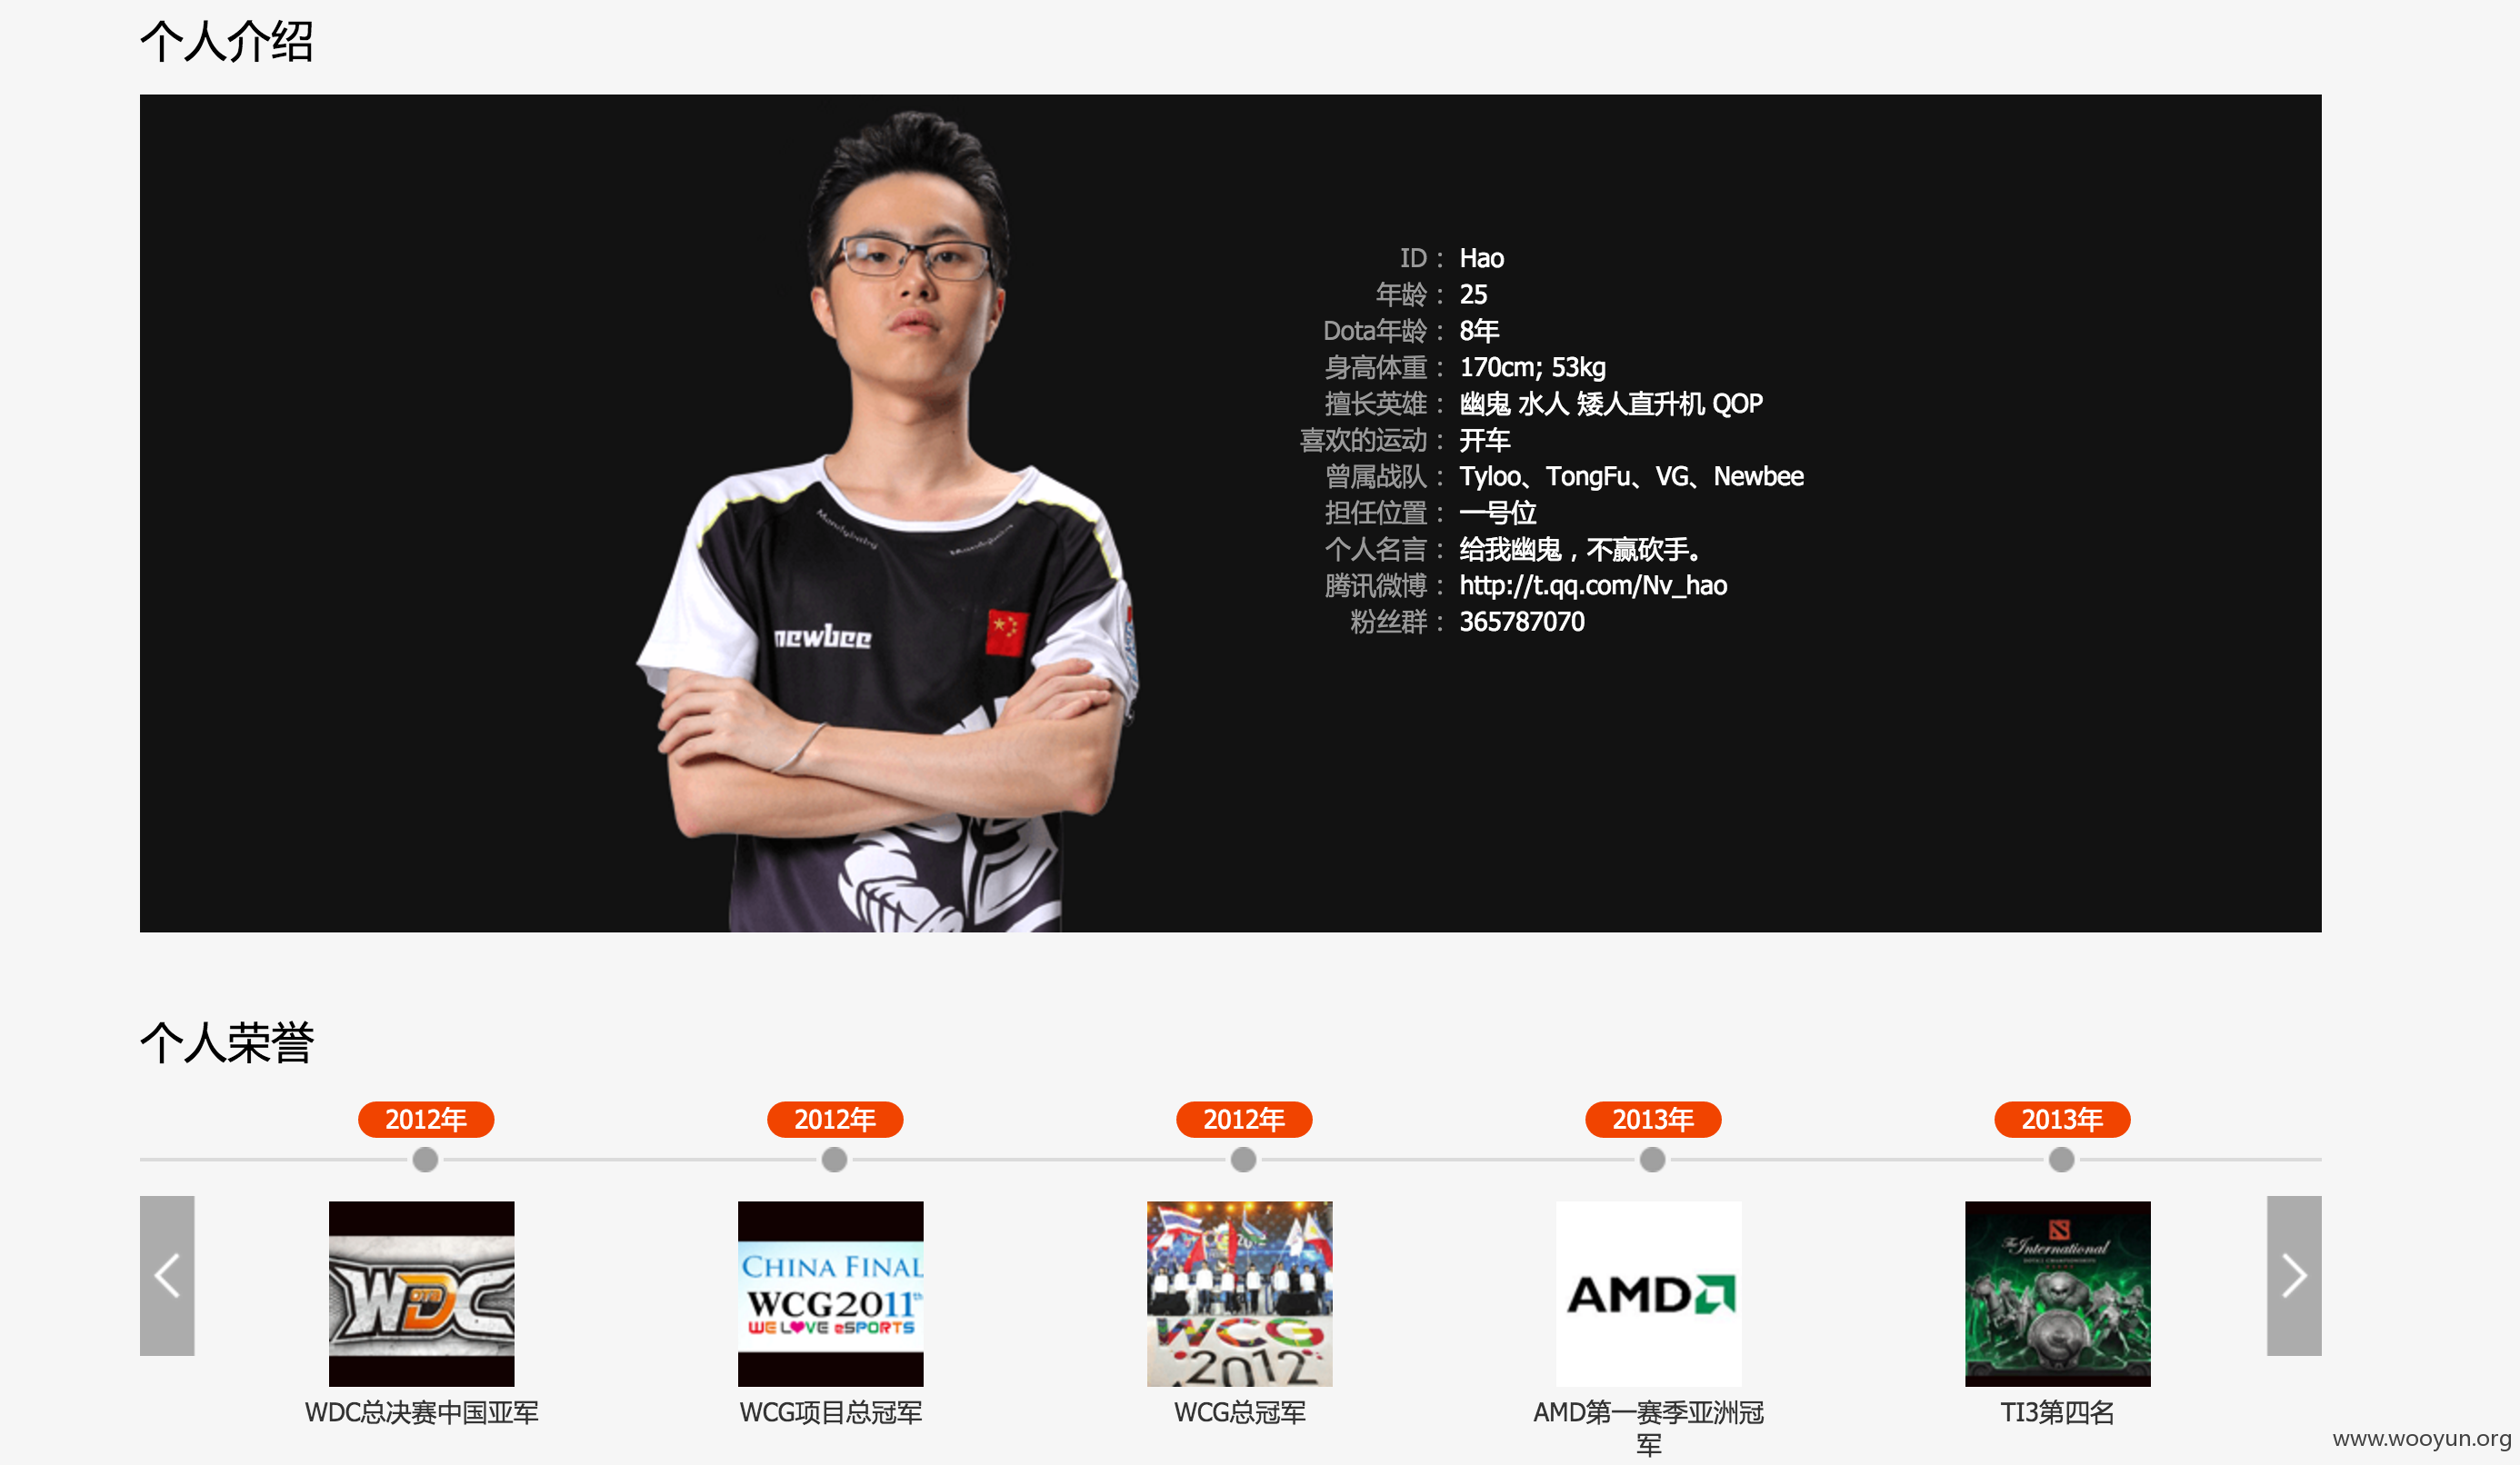 个人介绍
ID： Hao
年龄： 25
Dota年龄： 8年
身高体重： 170cm; 53kg
擅长英雄： 幽鬼 水人 矮人直升机 QOP
喜欢的运动： 开车
曾属战队： Tyloo、TongFu、VG、Newbee
担任位置： 一号位
个人名言： 给我幽鬼，不赢砍手。
腾讯微博： http://t.qq.com/Nv_hao
粉丝群： 365787070
Mandybaby
Mandybaby
newbee
个人荣誉
2012年
2012年
2012年
2013年
2013年
WDC
DOTA
CHINA FINAL
WCG2011th
WE LOVE eSPORTS
WCG
2012
AMD
The International
DOTA 2 CHAMPIONSHIPS
WDC总决赛中国亚军
WCG项目总冠军
WCG总冠军
AMD第一赛季亚洲冠
军
TI3第四名
www.wooyun.org